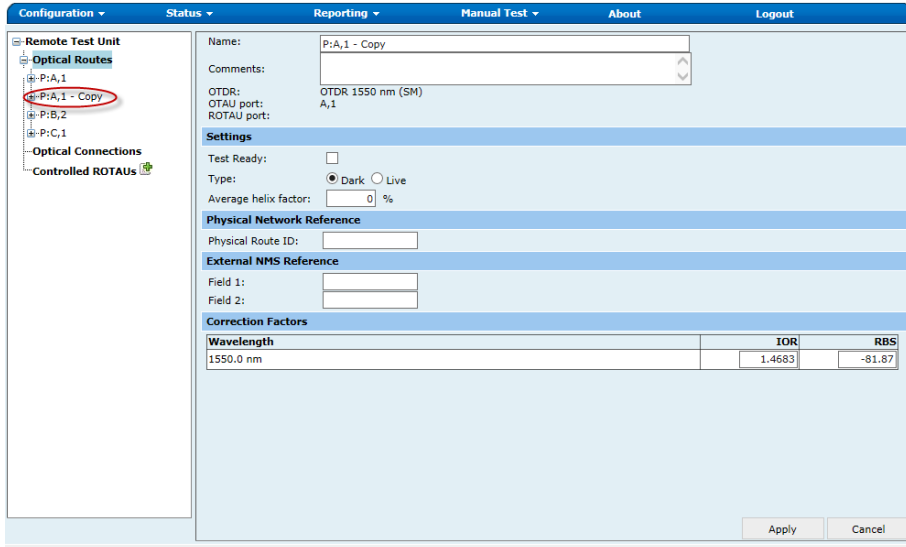 Configuration Status Reporting Manual Test About Logout
Remote Test Unit
Optical Routes
P:A,1
P:A,1 - Copy
P:B,2
P:C,1
Optical Connections
Controlled ROTAUs
Name: P:A,1 - Copy
Comments:
OTDR: OTDR 1550 nm (SM)
OTAU port: A,1
ROTAU port:
Settings
Test Ready:
Type: Dark Live
Average helix factor: 0 %
Physical Network Reference
Physical Route ID:
External NMS Reference
Field 1:
Field 2:
Correction Factors
Wavelength IOR RBS
1550.0 nm 1.4683 -81.87
Apply Cancel